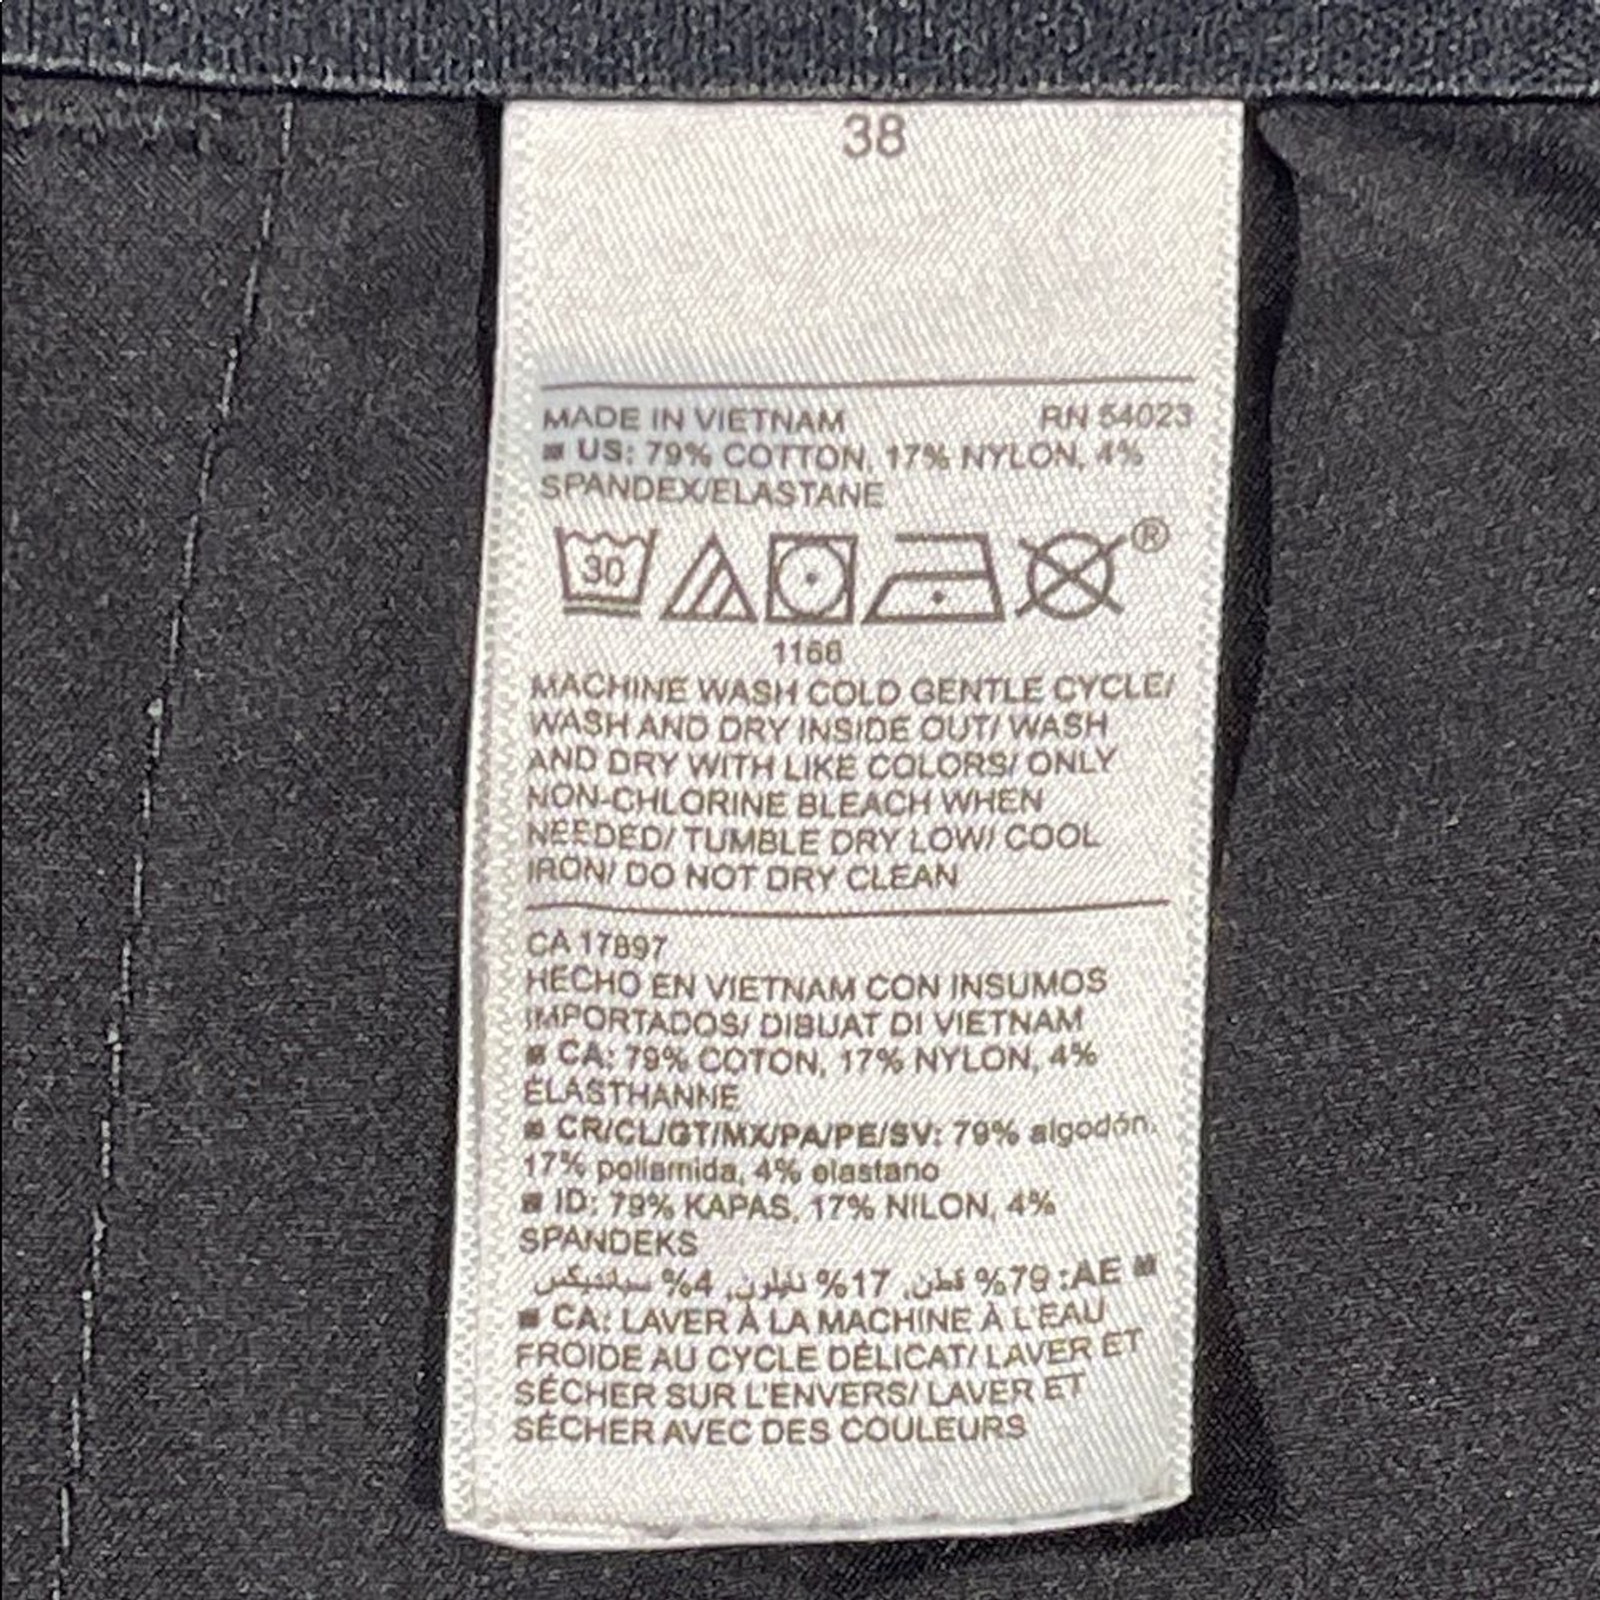 38
MADE IN VIETNAM RN 54023
■ US: 79% COTTON, 17% NYLON, 4%
SPANDEX/ELASTANE
30
®
1166
MACHINE WASH COLD GENTLE CYCLE/
WASH AND DRY INSIDE OUT/ WASH
AND DRY WITH LIKE COLORS/ ONLY
NON-CHLORINE BLEACH WHEN
NEEDED/ TUMBLE DRY LOW/ COOL
IRON/ DO NOT DRY CLEAN
CA 17897
HECHO EN VIETNAM CON INSUMOS
IMPORTADOS/ DIBUAT DI VIETNAM
■ CA: 79% COTON, 17% NYLON, 4%
ÉLASTHANNE
■ CR/CL/GT/MX/PA/PE/SV: 79% algodón,
17% poliamida, 4% elastano
■ ID: 79% KAPAS, 17% NILON, 4%
SPANDEKS
■ AE: 79% قطن, 17% نايلون, 4% سباندیکس
■ CA: LAVER À LA MACHINE À L'EAU
FROIDE AU CYCLE DÉLICAT/ LAVER ET
SÉCHER SUR L'ENVERS/ LAVER ET
SÉCHER AVEC DES COULEURS